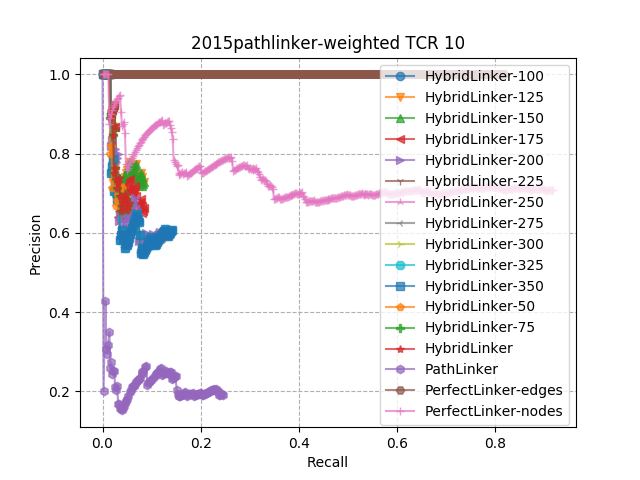 2015pathlinker-weighted TCR 10
1.0
0.8
0.6
0.4
0.2
Precision
0.0
0.2
0.4
0.6
0.8
Recall
HybridLinker-100
HybridLinker-125
HybridLinker-150
HybridLinker-175
HybridLinker-200
HybridLinker-225
HybridLinker-250
HybridLinker-275
HybridLinker-300
HybridLinker-325
HybridLinker-350
HybridLinker-50
HybridLinker-75
HybridLinker
PathLinker
PerfectLinker-edges
PerfectLinker-nodes